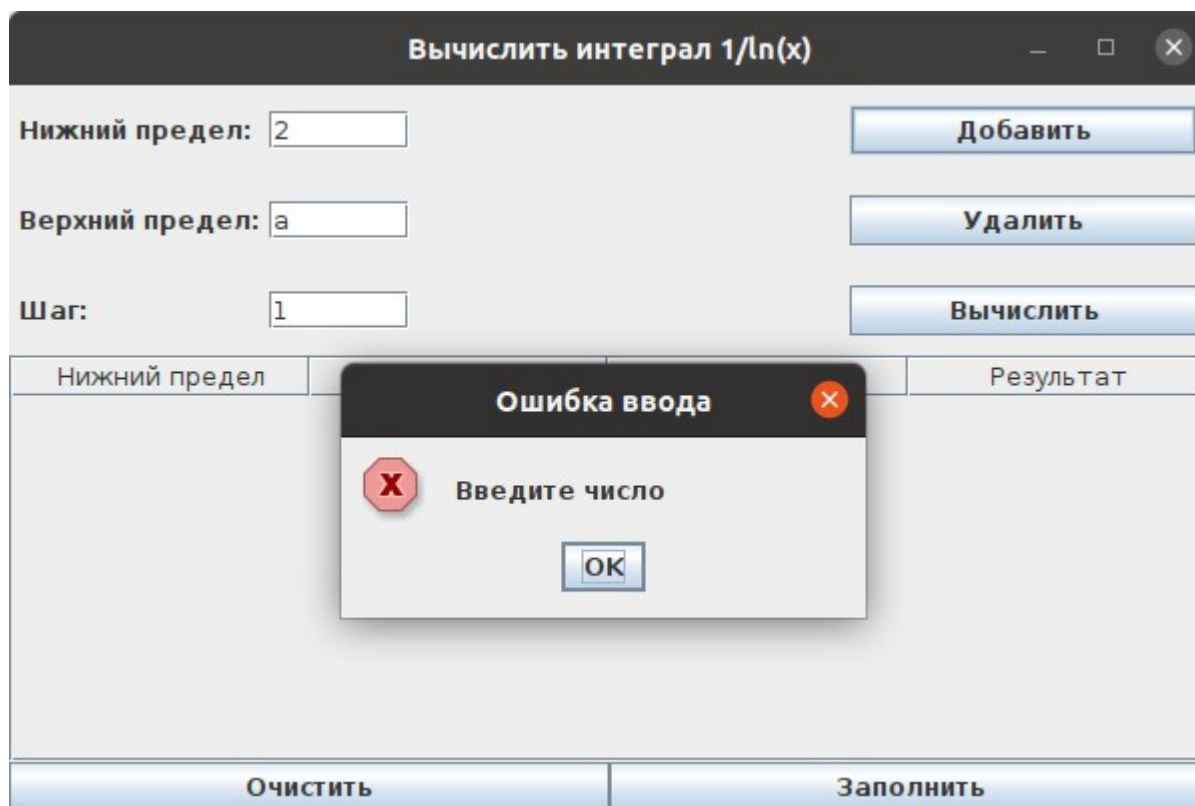 Вычислить интеграл 1/ln(x)
Нижний предел: 2
Добавить
Верхний предел: a
Удалить
Шаг: 1
Вычислить
Нижний предел
Результат
Ошибка ввода
X
Введите число
OK
Очистить
Заполнить